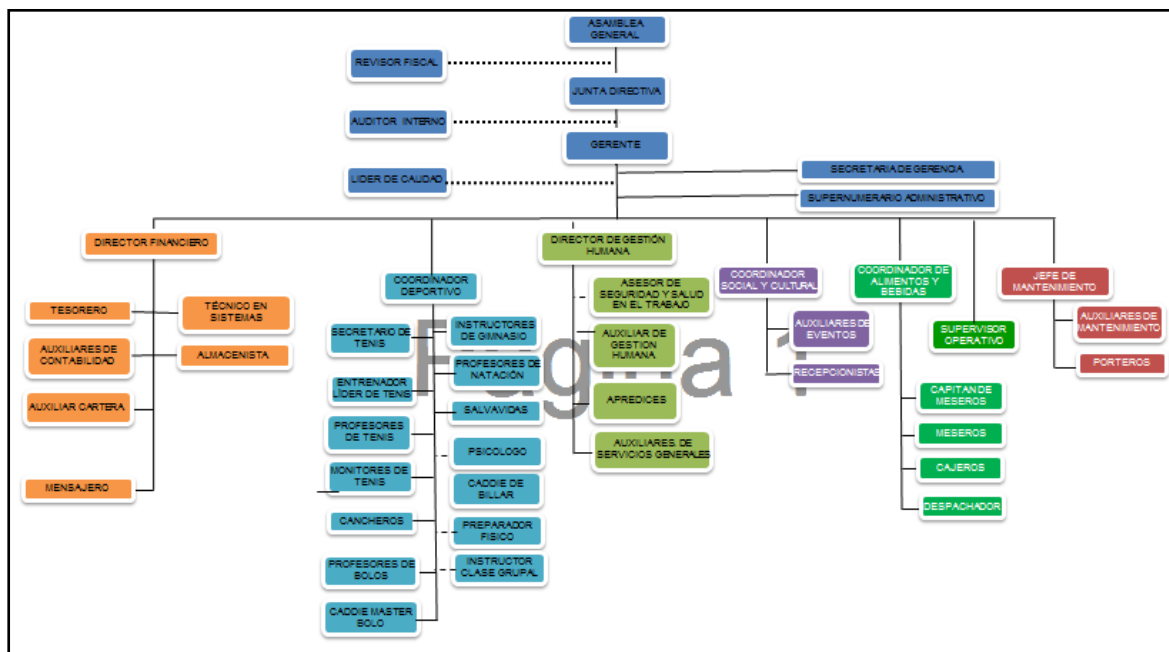 ASAMBLEA
GENERAL
REVISOR FISCAL
JUNTA DIRECTIVA
AUDITOR INTERNO
GERENTE
LIDER DE CALIDAD
SECRETARIA DE GERENCIA
SUPERNUMERARIO ADMINISTRATIVO
DIRECTOR FINANCIERO
TESORERO
TÉCNICO EN
SISTEMAS
AUXILIARES DE
CONTABILIDAD
ALMACENISTA
AUXILIAR CARTERA
MENSAJERO
COORDINADOR
DEPORTIVO
SECRETARIO DE
TENIS
INSTRUCTORES
DE GIMNASIO
PROFESORES DE
NATACIÓN
ENTRENADOR
LÍDER DE TENIS
SALVAVIDAS
PROFESORES
DE TENIS
PSICOLOGO
MONITORES DE
TENIS
CADDIE DE
BILLAR
CANCHEROS
PREPARADOR
FISICO
PROFESORES DE
BOLOS
INSTRUCTOR
CLASE GRUPAL
CADDIE MASTER
BOLO
DIRECTOR DE GESTIÓN
HUMANA
ASESOR DE
SEGURIDAD Y SALUD
EN EL TRABAJO
AUXILIAR DE
GESTION
HUMANA
APREDICES
AUXILIARES. DE
SERVICIOS GENERALES
COORDINADOR
SOCIAL Y CULTURAL
AUXILIARES DE
EVENTOS
RECEPCIONISTAS
COORDINADOR DE
ALIMENTOS Y
BEBIDAS
SUPERVISOR
OPERATIVO
CAPITAN DE
MESEROS
MESEROS
CAJEROS
DESPACHADOR
JEFE DE
MANTENIMIENTO
AUXILIARES DE
MANTENIMIENTO
PORTEROS
Página 1